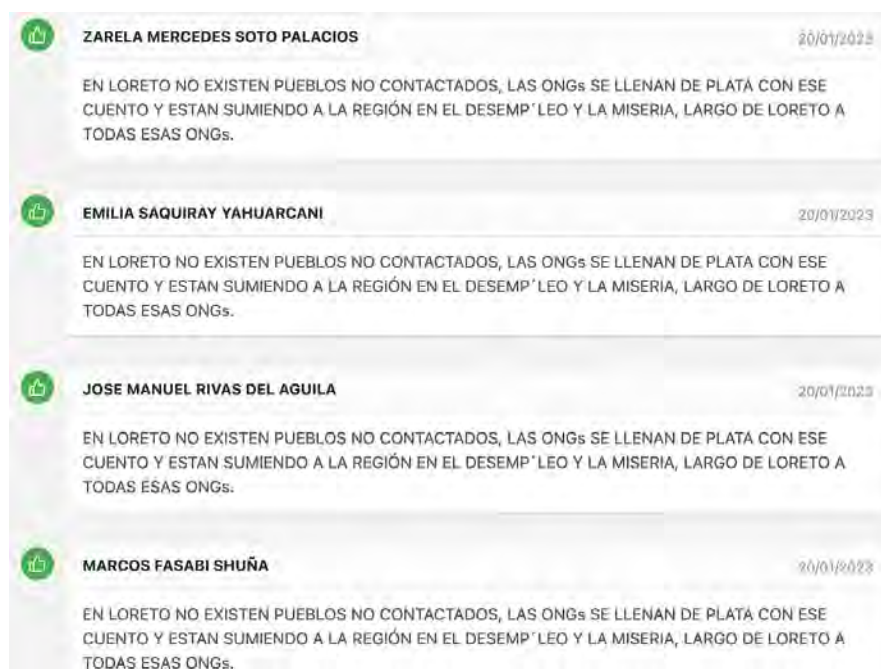 ZARELA MERCEDES SOTO PALACIOS 20/01/2023
EN LORETO NO EXISTEN PUEBLOS NO CONTACTADOS, LAS ONGs SE LLENAN DE PLATA CON ESE
CUENTO Y ESTAN SUMIENDO A LA REGIÓN EN EL DESEMP´LEO Y LA MISERIA, LARGO DE LORETO A
TODAS ESAS ONGs.
EMILIA SAQUIRAY YAHUARCANI 20/01/2023
EN LORETO NO EXISTEN PUEBLOS NO CONTACTADOS, LAS ONGs SE LLENAN DE PLATA CON ESE
CUENTO Y ESTAN SUMIENDO A LA REGIÓN EN EL DESEMP´LEO Y LA MISERIA, LARGO DE LORETO A
TODAS ESAS ONGs.
JOSE MANUEL RIVAS DEL AGUILA 20/01/2023
EN LORETO NO EXISTEN PUEBLOS NO CONTACTADOS, LAS ONGs SE LLENAN DE PLATA CON ESE
CUENTO Y ESTAN SUMIENDO A LA REGIÓN EN EL DESEMP´LEO Y LA MISERIA, LARGO DE LORETO A
TODAS ESAS ONGs.
MARCOS FASABI SHUÑA 20/01/2023
EN LORETO NO EXISTEN PUEBLOS NO CONTACTADOS, LAS ONGs SE LLENAN DE PLATA CON ESE
CUENTO Y ESTAN SUMIENDO A LA REGIÓN EN EL DESEMP´LEO Y LA MISERIA, LARGO DE LORETO A
TODAS ESAS ONGs.